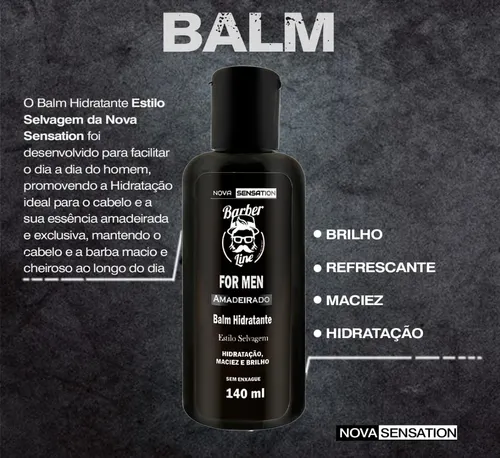 BALM
O Balm Hidratante Estilo
Selvagem da Nova
Sensation foi
desenvolvido para facilitar
o dia a dia do homem,
promovendo a Hidratação
ideal para o cabelo e a
sua essência amadeirada
e exclusiva, mantendo o
cabelo e a barba macio e
cheiroso ao longo do dia
NOVA SENSATION
Barber
Line
FOR MEN
AMADEIRADO
Balm Hidratante
Estilo Selvagem
HIDRATAÇÃO,
MACIEZ E BRILHO
SEM ENXAGUE
140 ml
BRILHO
REFRESCANTE
MACIEZ
HIDRATAÇÃO
NOVA SENSATION